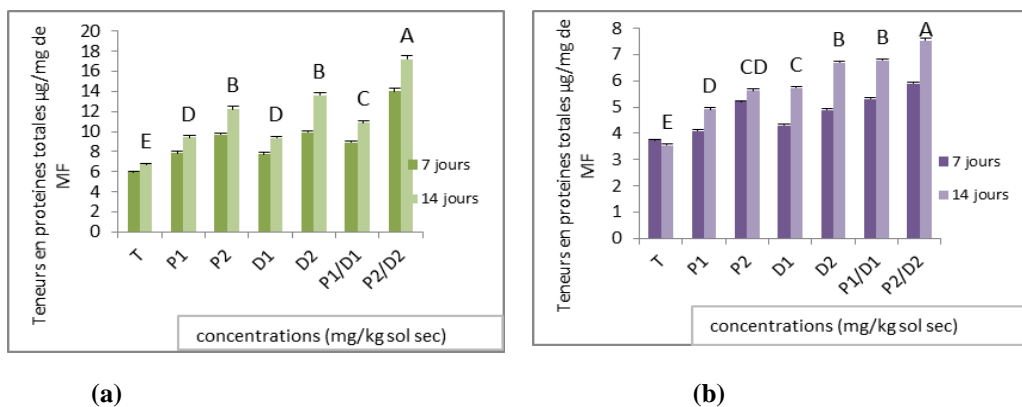 Teneurs en proteines totales µg/mg de
MF
20
18
16
14
12
10
8
6
4
2
0
E
D
B
D
B
C
A
T
P1
P2
D1
D2
P1/D1
P2/D2
7 jours
14 jours
concentrations (mg/kg sol sec)
(a)
Teneurs en proteines totales µg/mg de
MF
8
7
6
5
4
3
2
1
0
E
D
CD
C
B
B
A
T
P1
P2
D1
D2
P1/D1
P2/D2
7 jours
14 jours
concentrations (mg/kg sol sec)
(b)